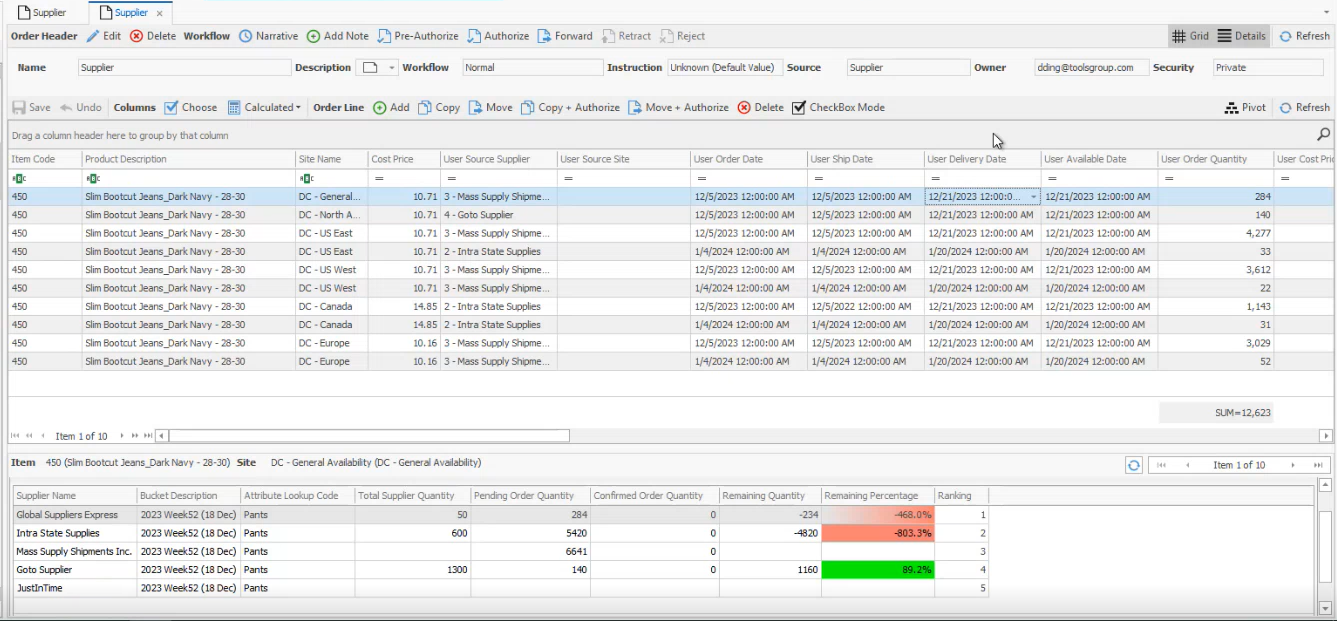 Supplier Supplier ×
Order Header Edit Delete Workflow Narrative Add Note Pre-Authorize Authorize Forward Retract Reject Grid Details Refresh
Name Supplier Description Workflow Normal Instruction Unknown (Default Value) Source Supplier Owner dding@toolsgroup.com Security Private
Save Undo Columns Choose Calculated Order Line Add Copy Move Copy + Authorize Move + Authorize Delete CheckBox Mode Pivot Refresh
Drag a column header here to group by that column
Item Code Product Description Site Name Cost Price User Source Supplier User Source Site User Order Date User Ship Date User Delivery Date User Available Date User Order Quantity User Cost Pric
= = = = = = = =
450 Slim Bootcut Jeans_Dark Navy - 28-30 DC - General... 10.71 3 - Mass Supply Shipme... 12/5/2023 12:00:00 AM 12/5/2023 12:00:00 AM 12/21/2023 12:00:0... 12/21/2023 12:00:00 AM 284
450 Slim Bootcut Jeans_Dark Navy - 28-30 DC - North A... 10.71 4 - Goto Supplier 12/5/2023 12:00:00 AM 12/5/2023 12:00:00 AM 12/21/2023 12:00:00 AM 12/21/2023 12:00:00 AM 140
450 Slim Bootcut Jeans_Dark Navy - 28-30 DC - US East 10.71 3 - Mass Supply Shipme... 12/5/2023 12:00:00 AM 12/5/2023 12:00:00 AM 12/21/2023 12:00:00 AM 12/21/2023 12:00:00 AM 4,277
450 Slim Bootcut Jeans_Dark Navy - 28-30 DC - US East 10.71 2 - Intra State Supplies 1/4/2024 12:00:00 AM 1/4/2024 12:00:00 AM 1/20/2024 12:00:00 AM 1/20/2024 12:00:00 AM 33
450 Slim Bootcut Jeans_Dark Navy - 28-30 DC - US West 10.71 3 - Mass Supply Shipme... 12/5/2023 12:00:00 AM 12/5/2023 12:00:00 AM 12/21/2023 12:00:00 AM 12/21/2023 12:00:00 AM 3,612
450 Slim Bootcut Jeans_Dark Navy - 28-30 DC - US West 10.71 3 - Mass Supply Shipme... 1/4/2024 12:00:00 AM 1/4/2024 12:00:00 AM 1/20/2024 12:00:00 AM 1/20/2024 12:00:00 AM 22
450 Slim Bootcut Jeans_Dark Navy - 28-30 DC - Canada 14.85 2 - Intra State Supplies 12/5/2023 12:00:00 AM 12/5/2022 12:00:00 AM 12/21/2023 12:00:00 AM 12/21/2023 12:00:00 AM 1,143
450 Slim Bootcut Jeans_Dark Navy - 28-30 DC - Canada 14.85 2 - Intra State Supplies 1/4/2024 12:00:00 AM 1/4/2024 12:00:00 AM 1/20/2024 12:00:00 AM 1/20/2024 12:00:00 AM 31
450 Slim Bootcut Jeans_Dark Navy - 28-30 DC - Europe 10.16 3 - Mass Supply Shipme... 12/5/2023 12:00:00 AM 12/5/2023 12:00:00 AM 12/21/2023 12:00:00 AM 12/21/2023 12:00:00 AM 3,029
450 Slim Bootcut Jeans_Dark Navy - 28-30 DC - Europe 10.16 3 - Mass Supply Shipme... 1/4/2024 12:00:00 AM 1/4/2024 12:00:00 AM 1/20/2024 12:00:00 AM 1/20/2024 12:00:00 AM 52
SUM=12,623
Item 1 of 10
Item 450 (Slim Bootcut Jeans_Dark Navy - 28-30) Site DC - General Availability (DC - General Availability) Item 1 of 10
Supplier Name Bucket Description Attribute Lookup Code Total Supplier Quantity Pending Order Quantity Confirmed Order Quantity Remaining Quantity Remaining Percentage Ranking
Global Suppliers Express 2023 Week52 (18 Dec) Pants 50 284 0 -234 -468.0% 1
Intra State Supplies 2023 Week52 (18 Dec) Pants 600 5420 0 -4820 -803.3% 2
Mass Supply Shipments Inc. 2023 Week52 (18 Dec) Pants 6641 0 3
Goto Supplier 2023 Week52 (18 Dec) Pants 1300 140 0 1160 89.2% 4
JustInTime 2023 Week52 (18 Dec) Pants 5